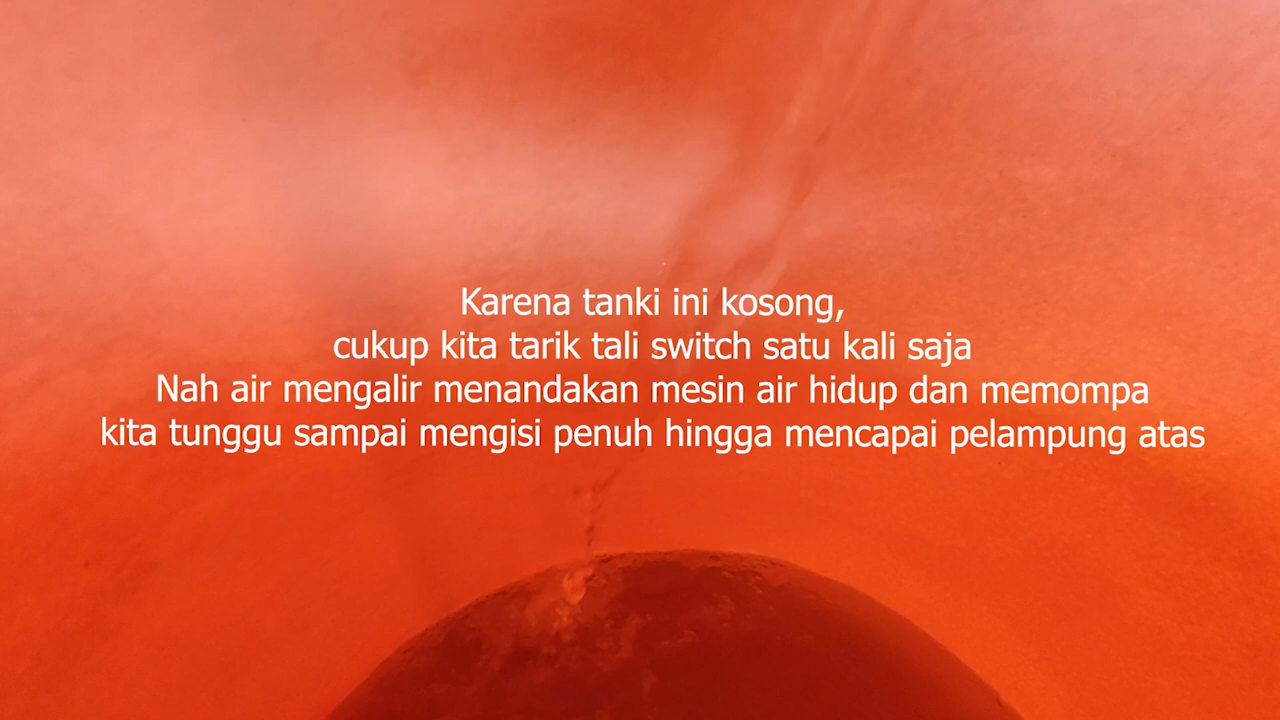 Karena tanki ini kosong,
cukup kita tarik tali switch satu kali saja
Nah air mengalir menandakan mesin air hidup dan memompa
kita tunggu sampai mengisi penuh hingga mencapai pelampung atas